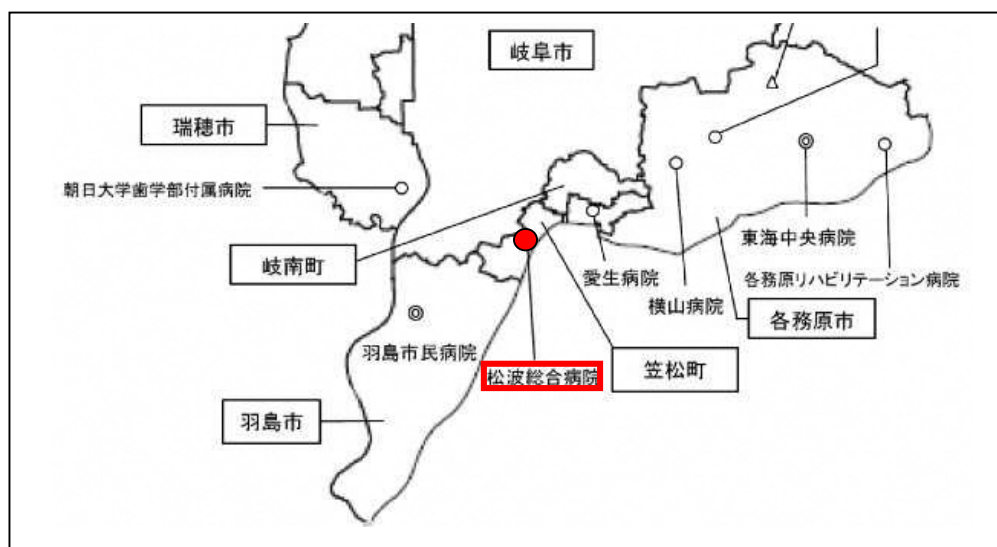 岐阜市
瑞穂市
朝日大学歯学部付属病院
岐南町
愛生病院
東海中央病院
各務原リハビリテーション病院
横山病院
各務原市
羽島市民病院
松波総合病院
笠松町
羽島市